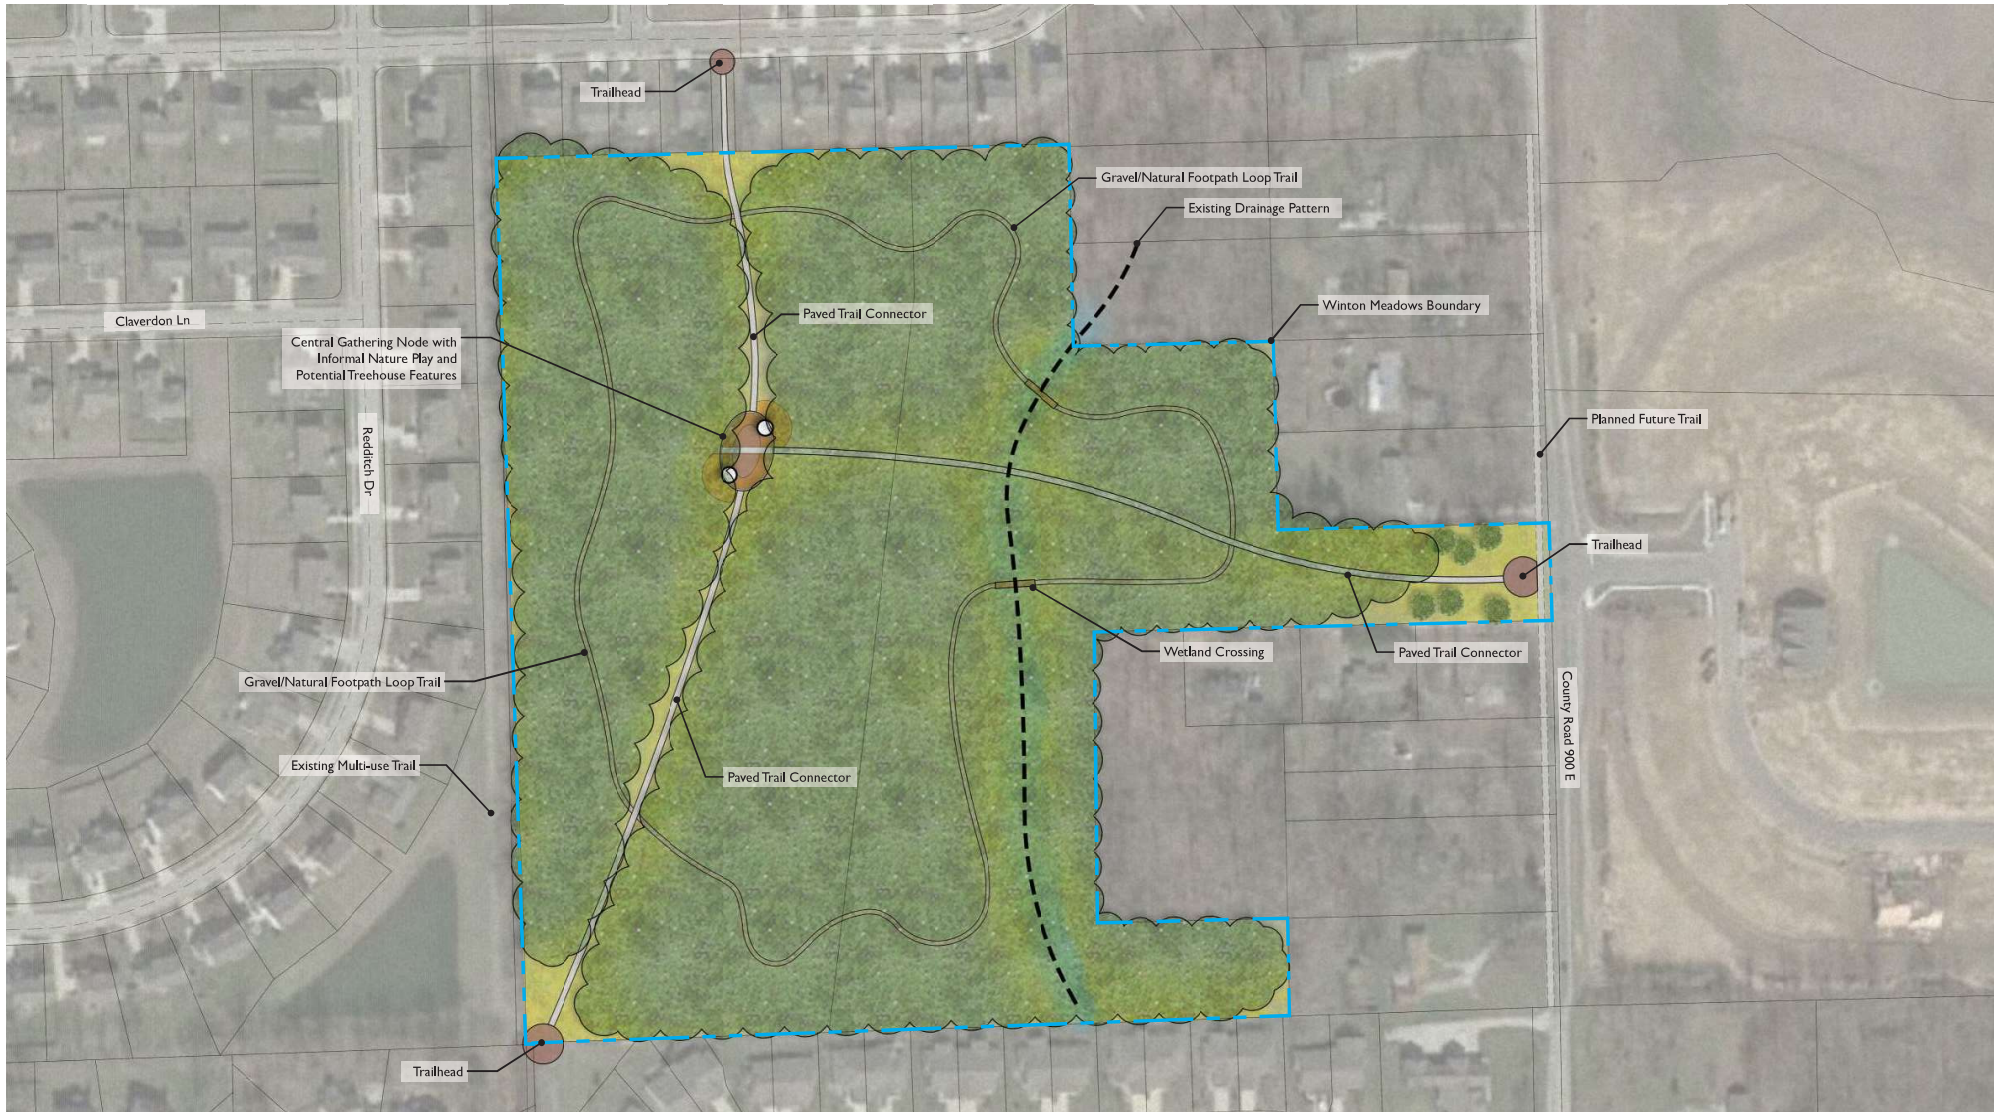 Trailhead
Gravel/Natural Footpath Loop Trail
Existing Drainage Pattern
Winton Meadows Boundary
Paved Trail Connector
Claverdon Ln
Central Gathering Node with
Informal Nature Play and
Potential Treehouse Features
Redditch Dr
Planned Future Trail
Trailhead
Wetland Crossing
Paved Trail Connector
Gravel/Natural Footpath Loop Trail
County Road 900 E
Existing Multi-use Trail
Paved Trail Connector
Trailhead